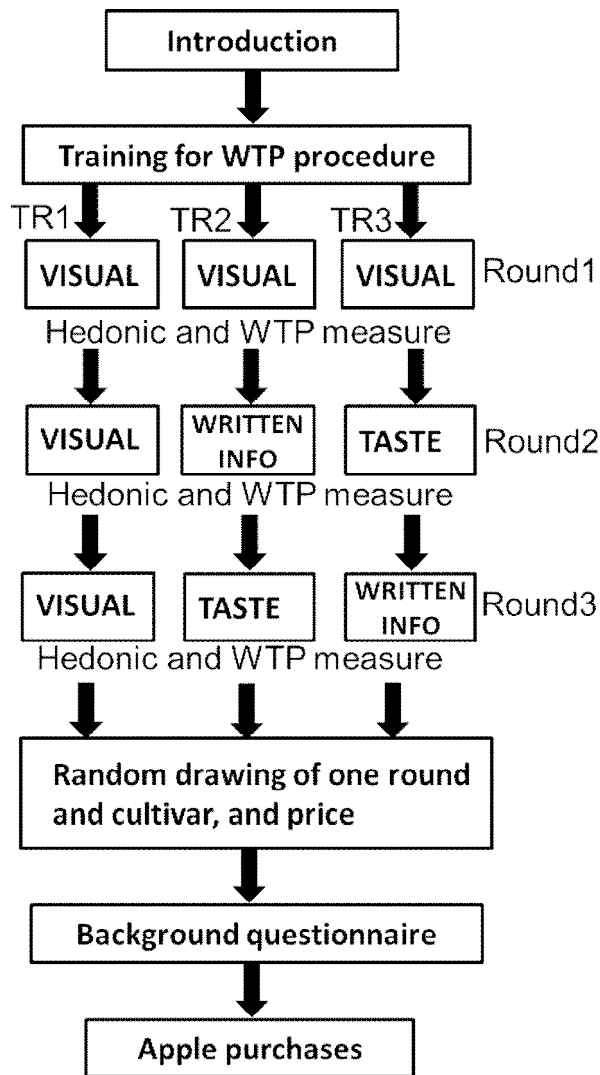 Introduction
Training for WTP procedure
TR1 TR2 TR3
VISUAL VISUAL VISUAL Round1
Hedonic and WTP measure
VISUAL WRITTEN INFO TASTE Round2
Hedonic and WTP measure
VISUAL TASTE WRITTEN INFO Round3
Hedonic and WTP measure
Random drawing of one round
and cultivar, and price
Background questionnaire
Apple purchases